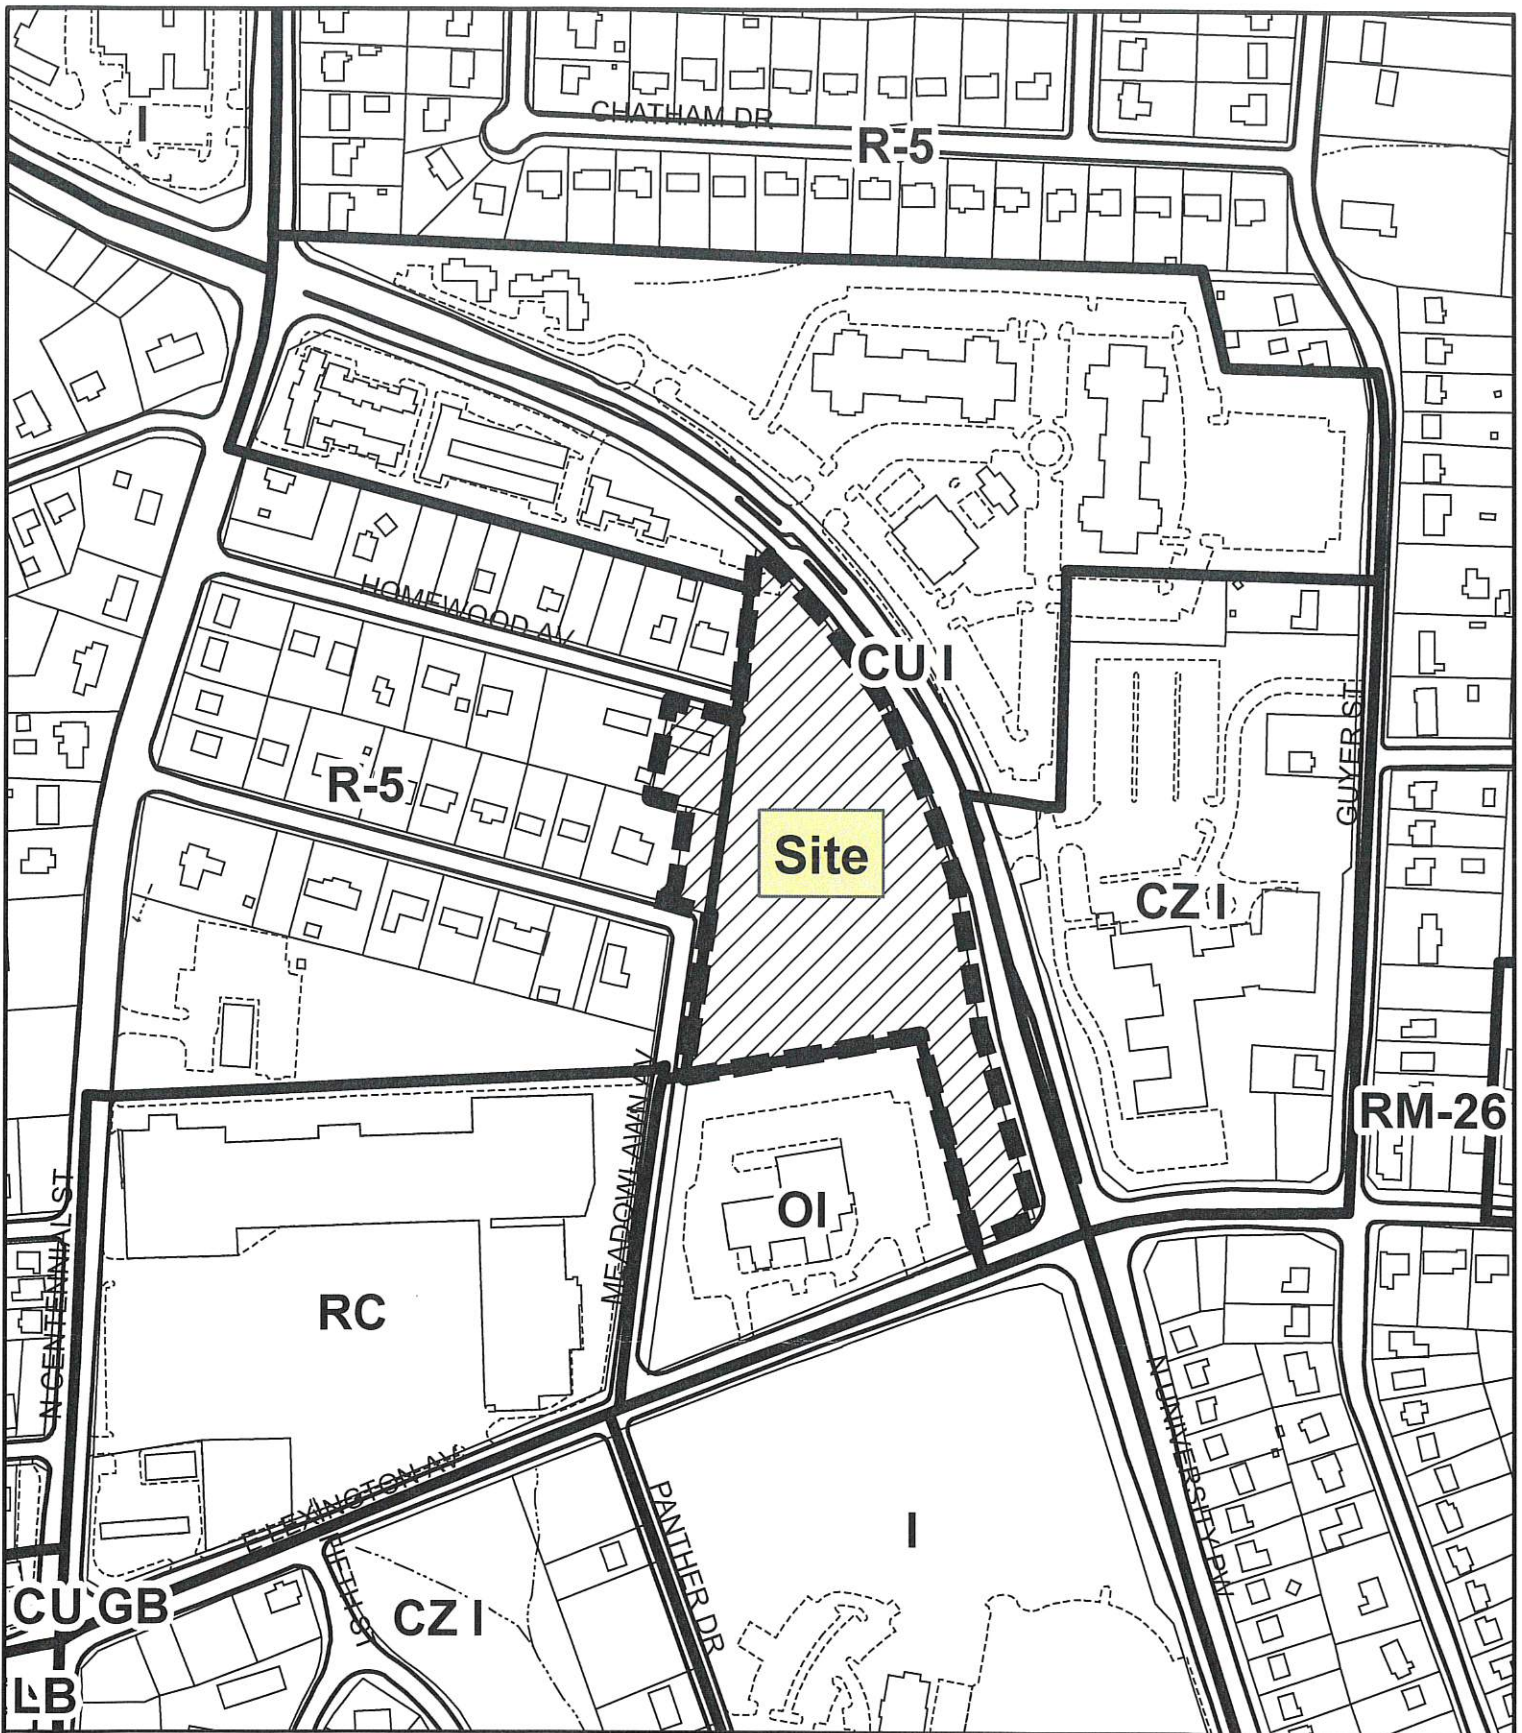 I
CHATHAM DR
R-5
HOMEWOOD AV
CU I
R-5
GUYER ST
Site
CZ I
RM-26
MEADOWLAWN AV
OI
N CENTENNIAL ST
RC
N UNIVERSITY PW
E LEXINGTON AV
PANTHER DR
I
CU GB
CZ I
LB